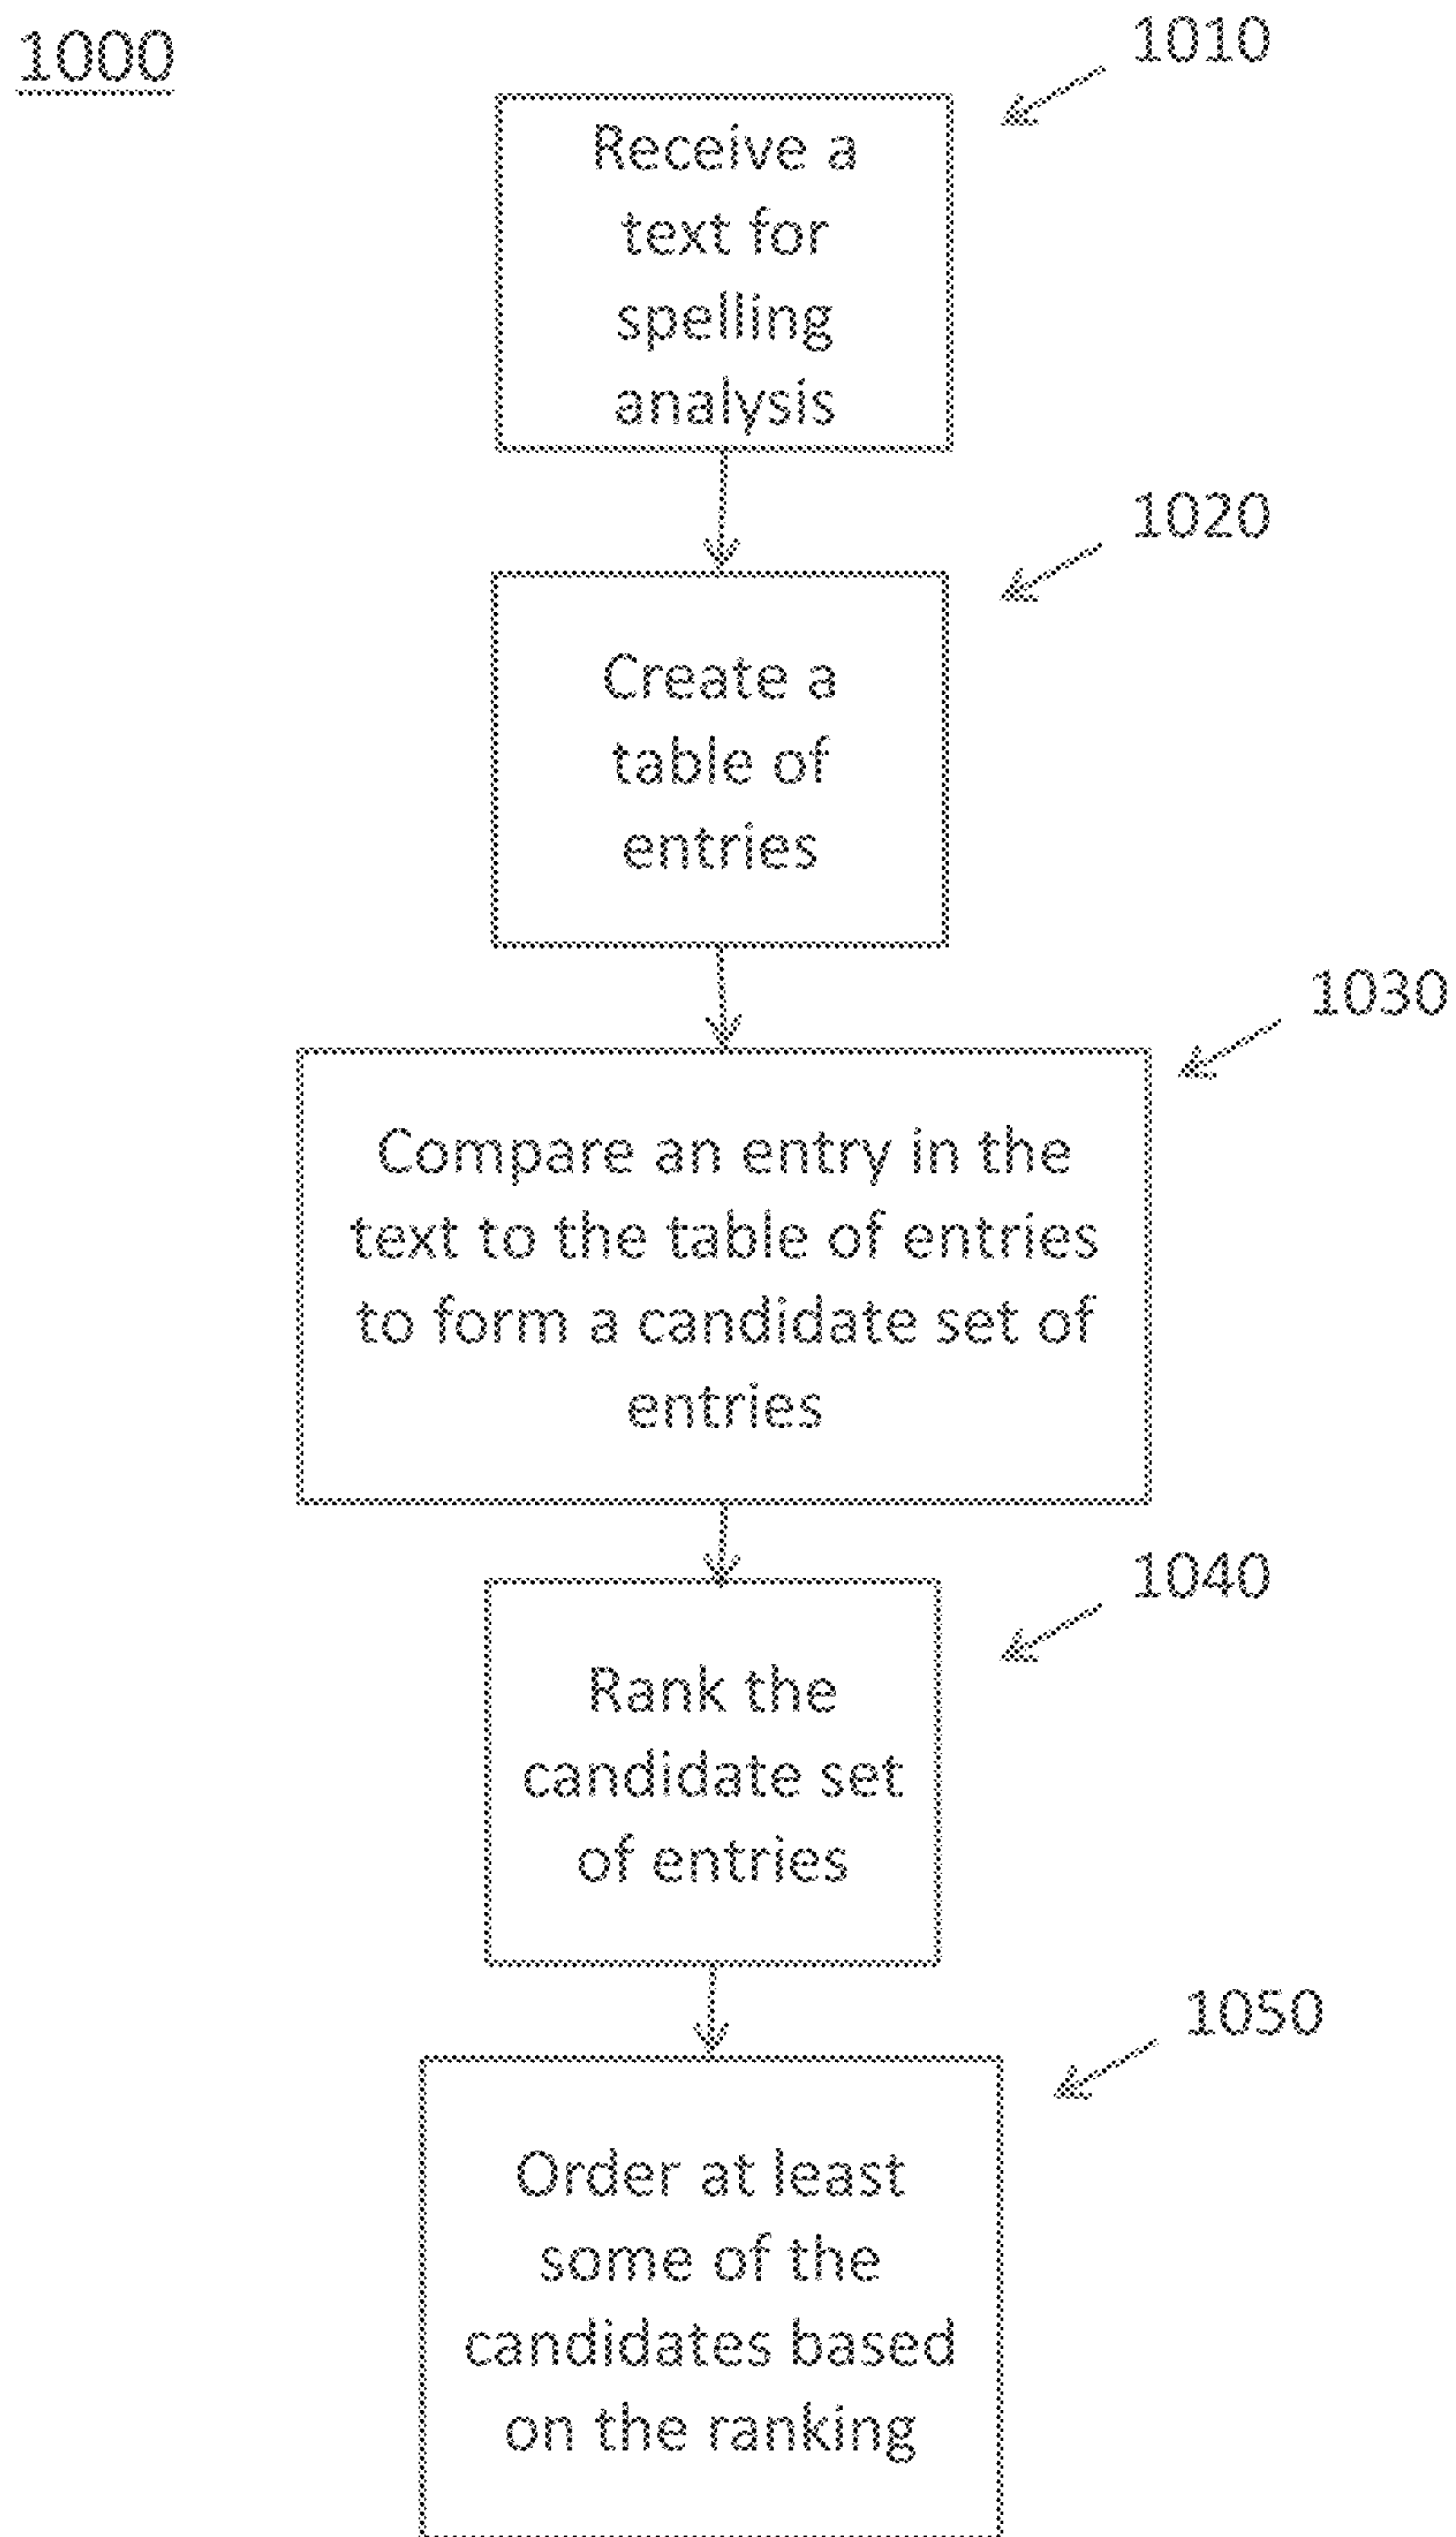 1000
1010
Receive a
text for
spelling
analysis
1020
Create a
table of
entries
1030
Compare an entry in the
text to the table of entries
to form a candidate set of
entries
1040
Rank the
candidate set
of entries
1050
Order at least
some of the
candidates based
on the ranking